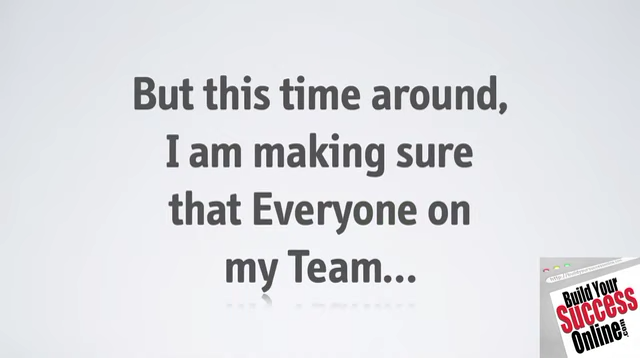 But this time around,
I am making sure
that Everyone on
my Team...
Build Your
Success
Online
.com